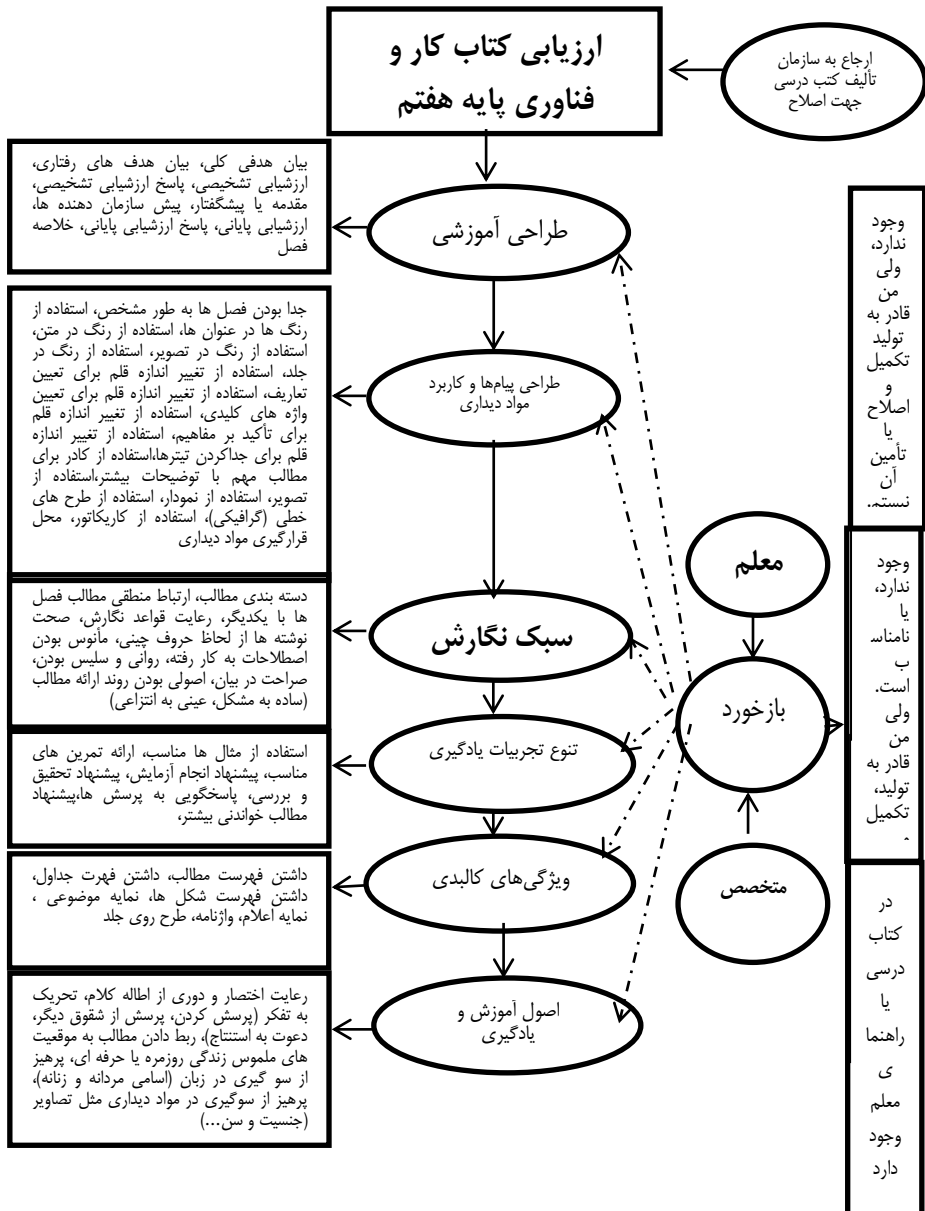 ارزیابی کتاب کار و
فناوری پایه هفتم
ارجاع به سازمان
تألیف کتب درسی
جهت اصلاح
بیان هدفی کلی، بیان هدف های رفتاری،
ارزشیابی تشخیصی، پاسخ ارزشیابی تشخیصی،
مقدمه یا پیشگفتار، پیش سازمان دهنده ها،
ارزشیابی پایانی، پاسخ ارزشیابی پایانی، خلاصه
فصل
طراحی آموزشی
جدا بودن فصل ها به طور مشخص، استفاده از
رنگ ها در عنوان ها، استفاده از رنگ در متن،
استفاده از رنگ در تصویر، استفاده از رنگ در
جلد، استفاده از تغییر اندازه قلم برای تعیین
تعاریف، استفاده از تغییر اندازه قلم برای تعیین
واژه های کلیدی، استفاده از تغییر اندازه قلم
برای تأکید بر مفاهیم، استفاده از تغییر اندازه
قلم برای جداکردن تیترها،استفاده از کادر برای
مطالب مهم با توضیحات بیشتر،استفاده از
تصویر، استفاده از نمودار، استفاده از طرح های
خطی (گرافیکی)، استفاده از کاریکاتور، محل
قرارگیری مواد دیداری
طراحی پیام‌ها و کاربرد
مواد دیداری
دسته بندی مطالب، ارتباط منطقی مطالب فصل
ها با یکدیگر، رعایت قواعد نگارش، صحت
نوشته ها از لحاظ حروف چینی، مأنوس بودن
اصطلاحات به کار رفته، روانی و سلیس بودن،
صراحت در بیان، اصولی بودن روند ارائه مطالب
(ساده به مشکل، عینی به انتزاعی)
سبک نگارش
استفاده از مثال ها مناسب، ارائه تمرین های
مناسب، پیشنهاد انجام آزمایش، پیشنهاد تحقیق
و بررسی، پاسخگویی به پرسش ها،پیشنهاد
مطالب خواندنی بیشتر،
تنوع تجربیات یادگیری
داشتن فهرست مطالب، داشتن فهرت جداول،
داشتن فهرست شکل ها، نمایه موضوعی ،
نمایه اعلام، واژنامه، طرح روی جلد
ویژگی‌های کالبدی
رعایت اختصار و دوری از اطاله کلام، تحریک
به تفکر (پرسش کردن، پرسش از شقوق دیگر،
دعوت به استنتاج)، ربط دادن مطالب به موقعیت
های ملموس زندگی روزمره یا حرفه ای، پرهیز
از سو گیری در زبان (اسامی مردانه و زنانه)،
پرهیز از سوگیری در مواد دیداری مثل تصاویر
(جنسیت و سن...)
اصول آموزش و
یادگیری
معلم
بازخورد
متخصص
وجود
ندارد،
ولی
من
قادر به
تولید
تکمیل
و
اصلاح
یا
تأمین
آن
نیستم.
وجود
ندارد،
یا
نامناس
ب
است.
ولی
من
قادر به
تولید،
تکمیل
در
کتاب
درسی
یا
راهنما
ی
معلم
وجود
دارد